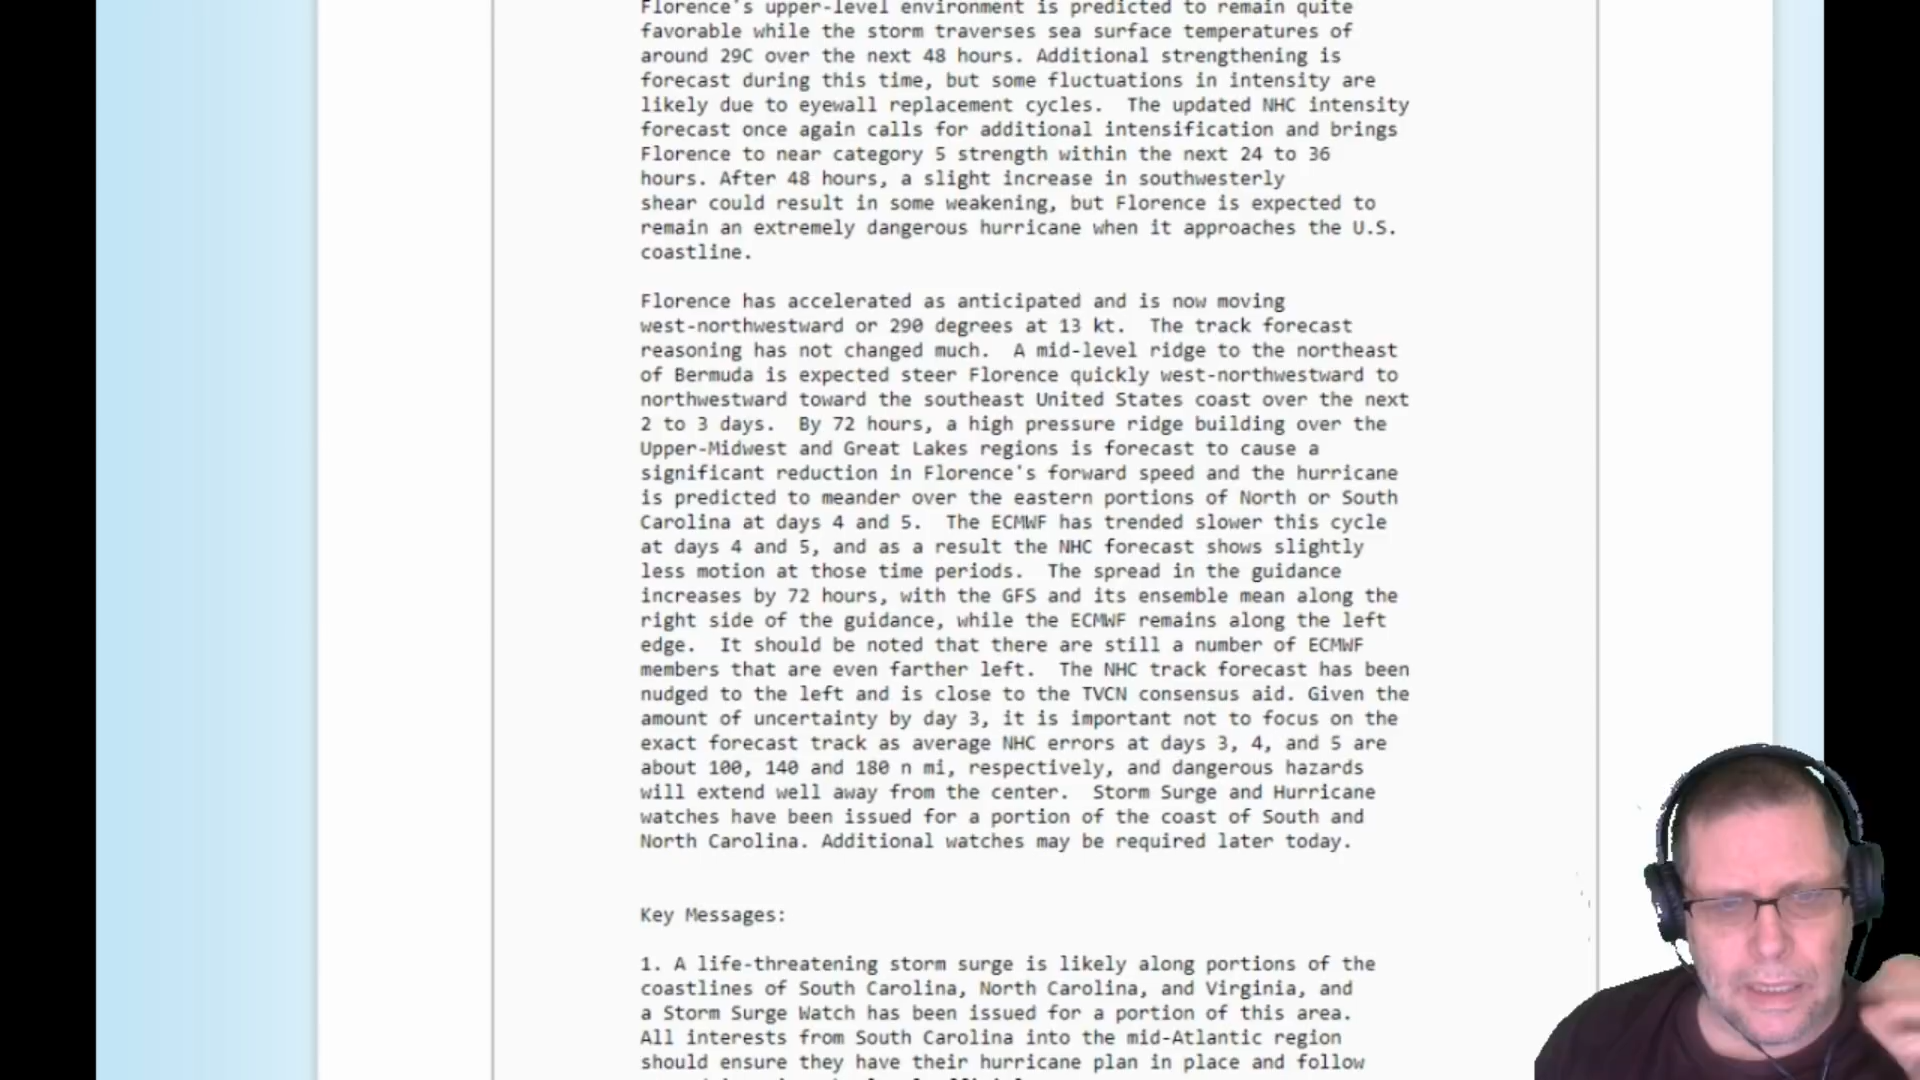 Florence's upper-level environment is predicted to remain quite
favorable while the storm traverses sea surface temperatures of
around 29C over the next 48 hours. Additional strengthening is
forecast during this time, but some fluctuations in intensity are
likely due to eyewall replacement cycles.  The updated NHC intensity
forecast once again calls for additional intensification and brings
Florence to near category 5 strength within the next 24 to 36
hours. After 48 hours, a slight increase in southwesterly
shear could result in some weakening, but Florence is expected to
remain an extremely dangerous hurricane when it approaches the U.S.
coastline.
Florence has accelerated as anticipated and is now moving
west-northwestward or 290 degrees at 13 kt.  The track forecast
reasoning has not changed much.  A mid-level ridge to the northeast
of Bermuda is expected steer Florence quickly west-northwestward to
northwestward toward the southeast United States coast over the next
2 to 3 days.  By 72 hours, a high pressure ridge building over the
Upper-Midwest and Great Lakes regions is forecast to cause a
significant reduction in Florence's forward speed and the hurricane
is predicted to meander over the eastern portions of North or South
Carolina at days 4 and 5.  The ECMWF has trended slower this cycle
at days 4 and 5, and as a result the NHC forecast shows slightly
less motion at those time periods.  The spread in the guidance
increases by 72 hours, with the GFS and its ensemble mean along the
right side of the guidance, while the ECMWF remains along the left
edge.  It should be noted that there are still a number of ECMWF
members that are even farther left.  The NHC track forecast has been
nudged to the left and is close to the TVCN consensus aid. Given the
amount of uncertainty by day 3, it is important not to focus on the
exact forecast track as average NHC errors at days 3, 4, and 5 are
about 100, 140 and 180 n mi, respectively, and dangerous hazards
will extend well away from the center.  Storm Surge and Hurricane
watches have been issued for a portion of the coast of South and
North Carolina. Additional watches may be required later today.
Key Messages:
1. A life-threatening storm surge is likely along portions of the
coastlines of South Carolina, North Carolina, and Virginia, and
a Storm Surge Watch has been issued for a portion of this area.
All interests from South Carolina into the mid-Atlantic region
should ensure they have their hurricane plan in place and follow